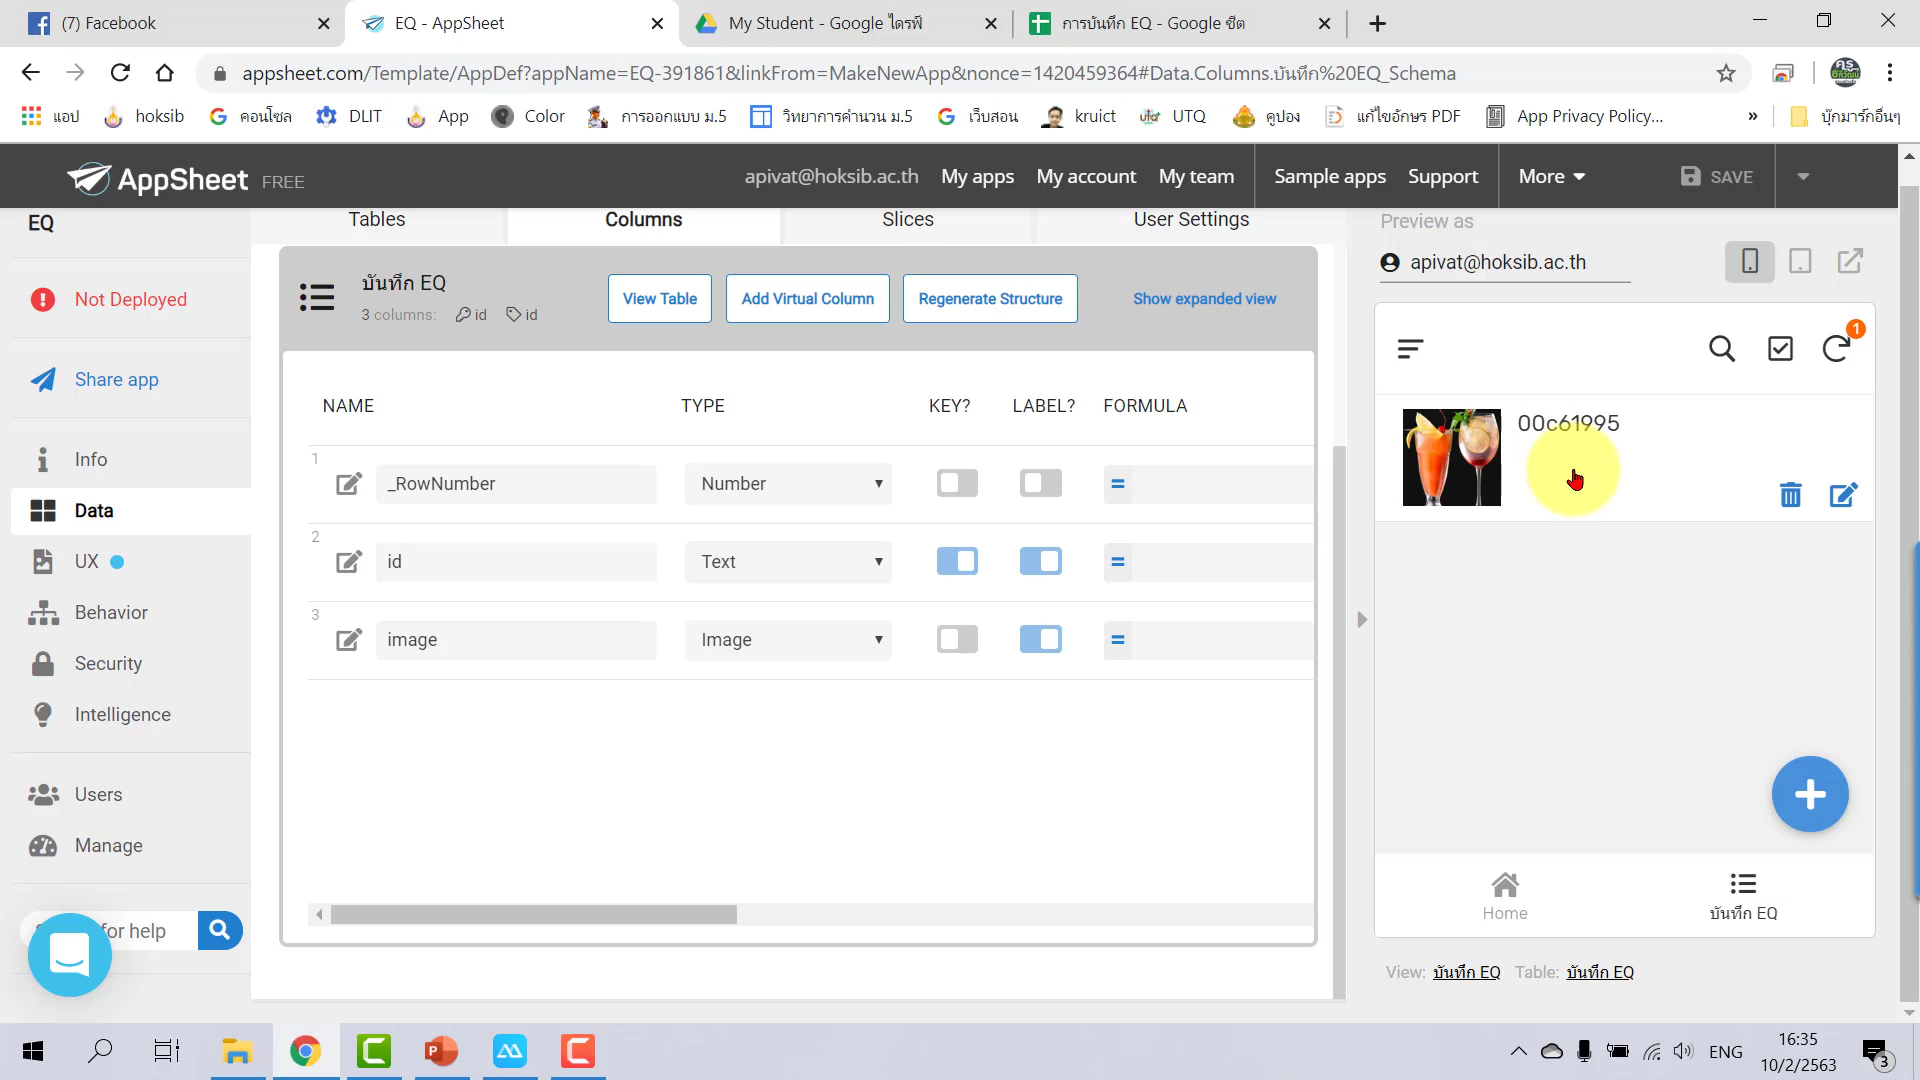 (7) Facebook
EQ - AppSheet
My Student - Google ไดรฟ์
การบันทึก EQ - Google ชีต
appsheet.com/Template/AppDef?appName=EQ-391861&linkFrom=MakeNewApp&nonce=1420459364#Data.Columns.บันทึก%20EQ_Schema
แอป
hoksib
คอนโซล
DLIT
App
Color
การออกแบบ ม.5
วิทยาการคำนวน ม.5
เว็บสอน
kruict
UTQ
คูปอง
แก้ไขอักษร PDF
App Privacy Policy...
»
บุ๊กมาร์กอื่นๆ
AppSheet FREE
apivat@hoksib.ac.th
My apps
My account
My team
Sample apps
Support
More
SAVE
EQ
Tables
Columns
Slices
User Settings
Preview as
apivat@hoksib.ac.th
Not Deployed
Share app
Info
Data
UX
Behavior
Security
Intelligence
Users
Manage
for help
บันทึก EQ
3 columns: id id
View Table
Add Virtual Column
Regenerate Structure
Show expanded view
NAME TYPE KEY? LABEL? FORMULA
1
_RowNumber Number =
2
id Text =
3
image Image =
1
00c61995
Home
บันทึก EQ
View: บันทึก EQ Table: บันทึก EQ
ENG
16:35
10/2/2563
3